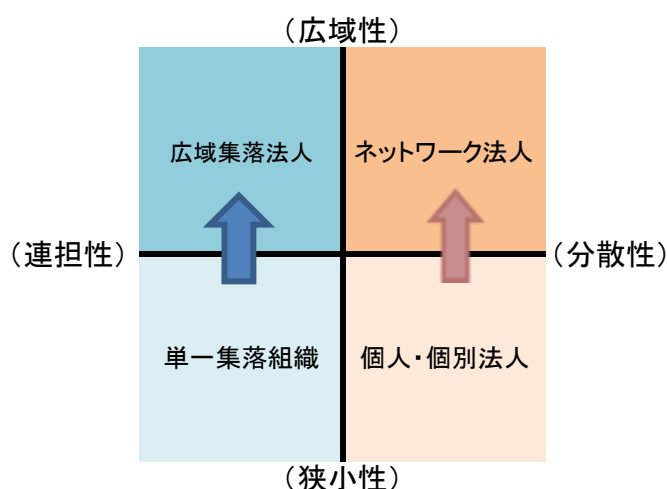 （広域性）
広域集落法人
ネットワーク法人
（連担性）
（分散性）
単一集落組織
個人・個別法人
（狭小性）